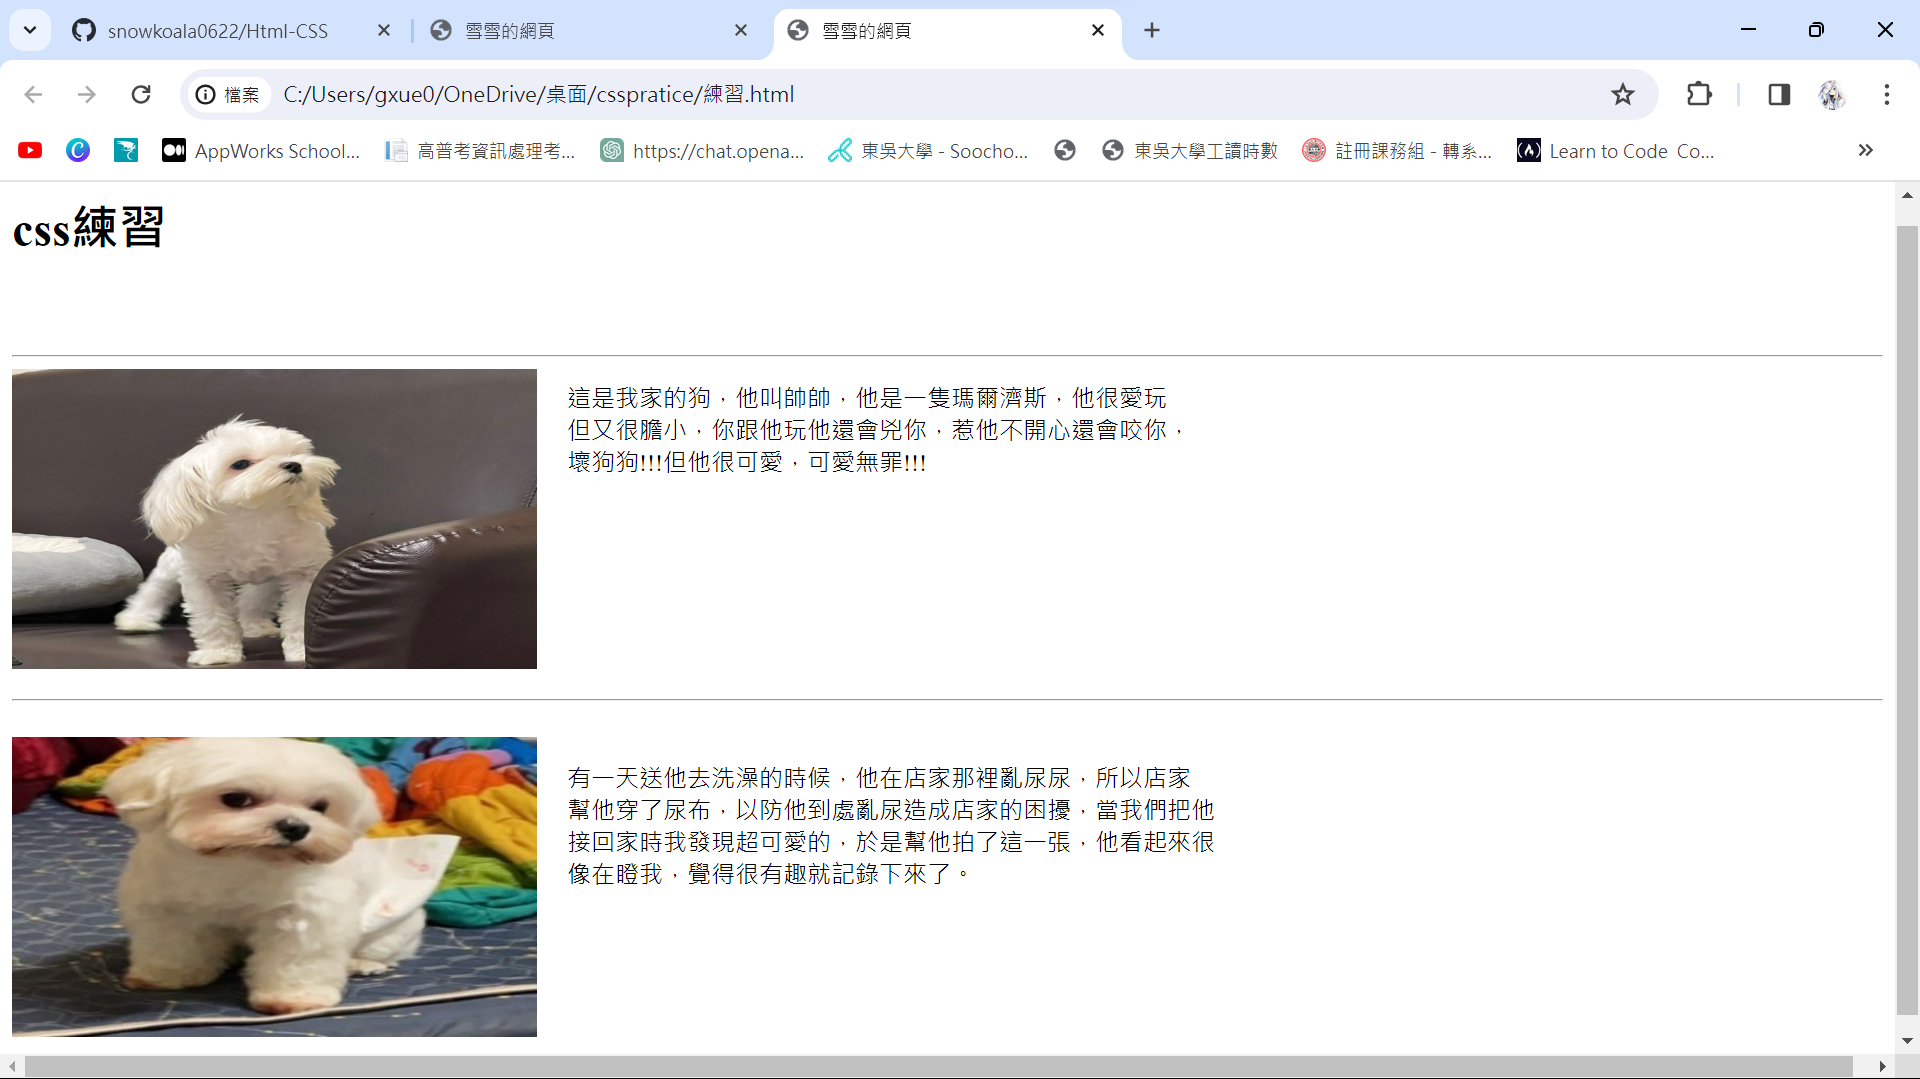 snowkoala0622/Html-CSS
雪雪的網頁
雪雪的網頁
檔案
C:/Users/gxue0/OneDrive/桌面/csspratice/練習.html
AppWorks School...
高普考資訊處理考...
https://chat.opena...
東吳大學 - Soocho...
東吳大學工讀時數
註冊課務組 - 轉系...
Learn to Code Co...
css練習
這是我家的狗，他叫帥帥，他是一隻瑪爾濟斯，他很愛玩
但又很膽小，你跟他玩他還會兇你，惹他不開心還會咬你，
壞狗狗!!!但他很可愛，可愛無罪!!!
有一天送他去洗澡的時候，他在店家那裡亂尿尿，所以店家
幫他穿了尿布，以防他到處亂尿造成店家的困擾，當我們把他
接回家時我發現超可愛的，於是幫他拍了這一張，他看起來很
像在瞪我，覺得很有趣就記錄下來了。